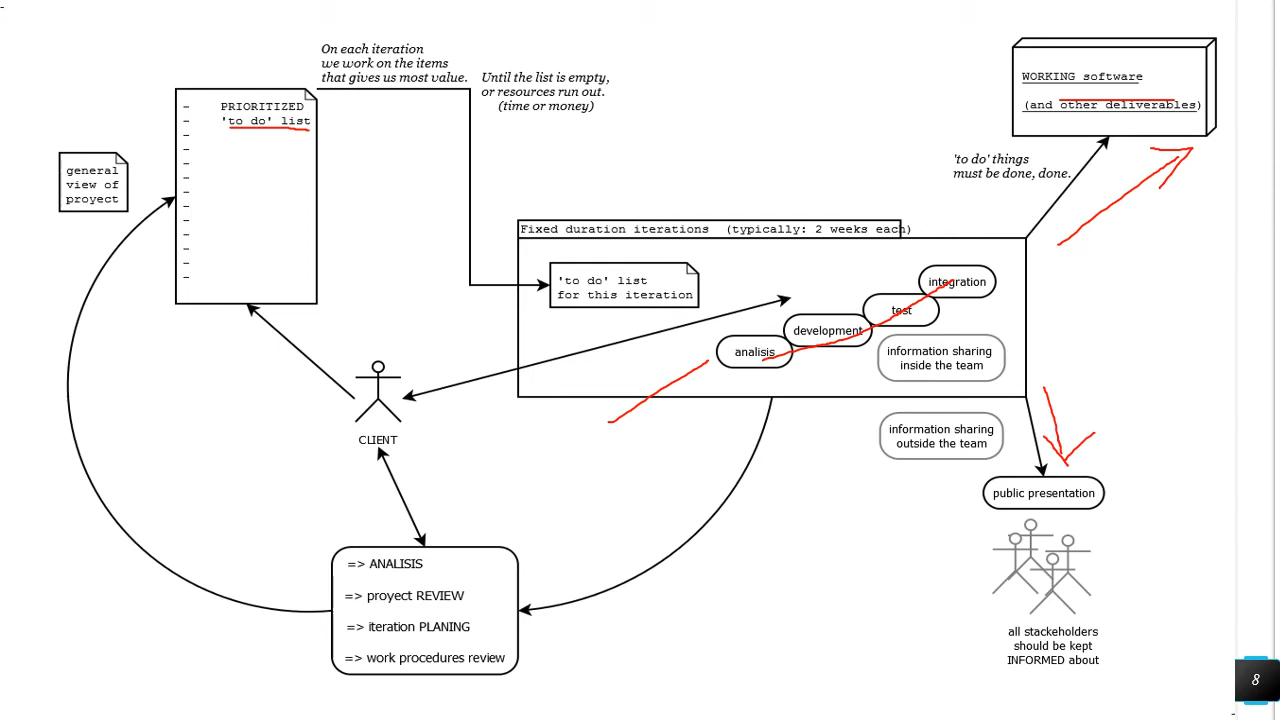 On each iteration
we work on the items
that gives us most value.
Until the list is empty,
or resources run out.
(time or money)
WORKING software
(and other deliverables)
PRIORITIZED
'to do' list
general
view of
proyect
'to do' things
must be done, done.
Fixed duration iterations (typically: 2 weeks each)
'to do' list
for this iteration
integration
test
development
analisis
information sharing
inside the team
information sharing
outside the team
CLIENT
public presentation
=> ANALISIS
=> proyect REVIEW
=> iteration PLANING
=> work procedures review
all stackeholders
should be kept
INFORMED about
8